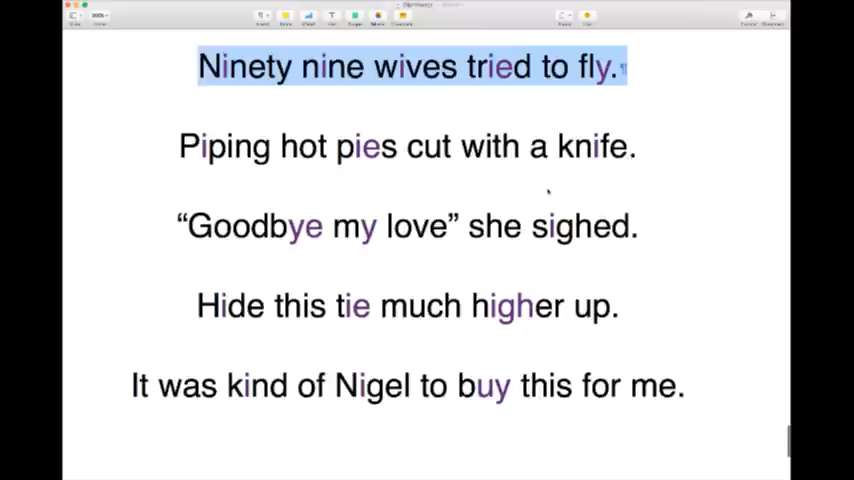 Ninety nine wives tried to fly.
Piping hot pies cut with a knife.
“Goodbye my love” she sighed.
Hide this tie much higher up.
It was kind of Nigel to buy this for me.